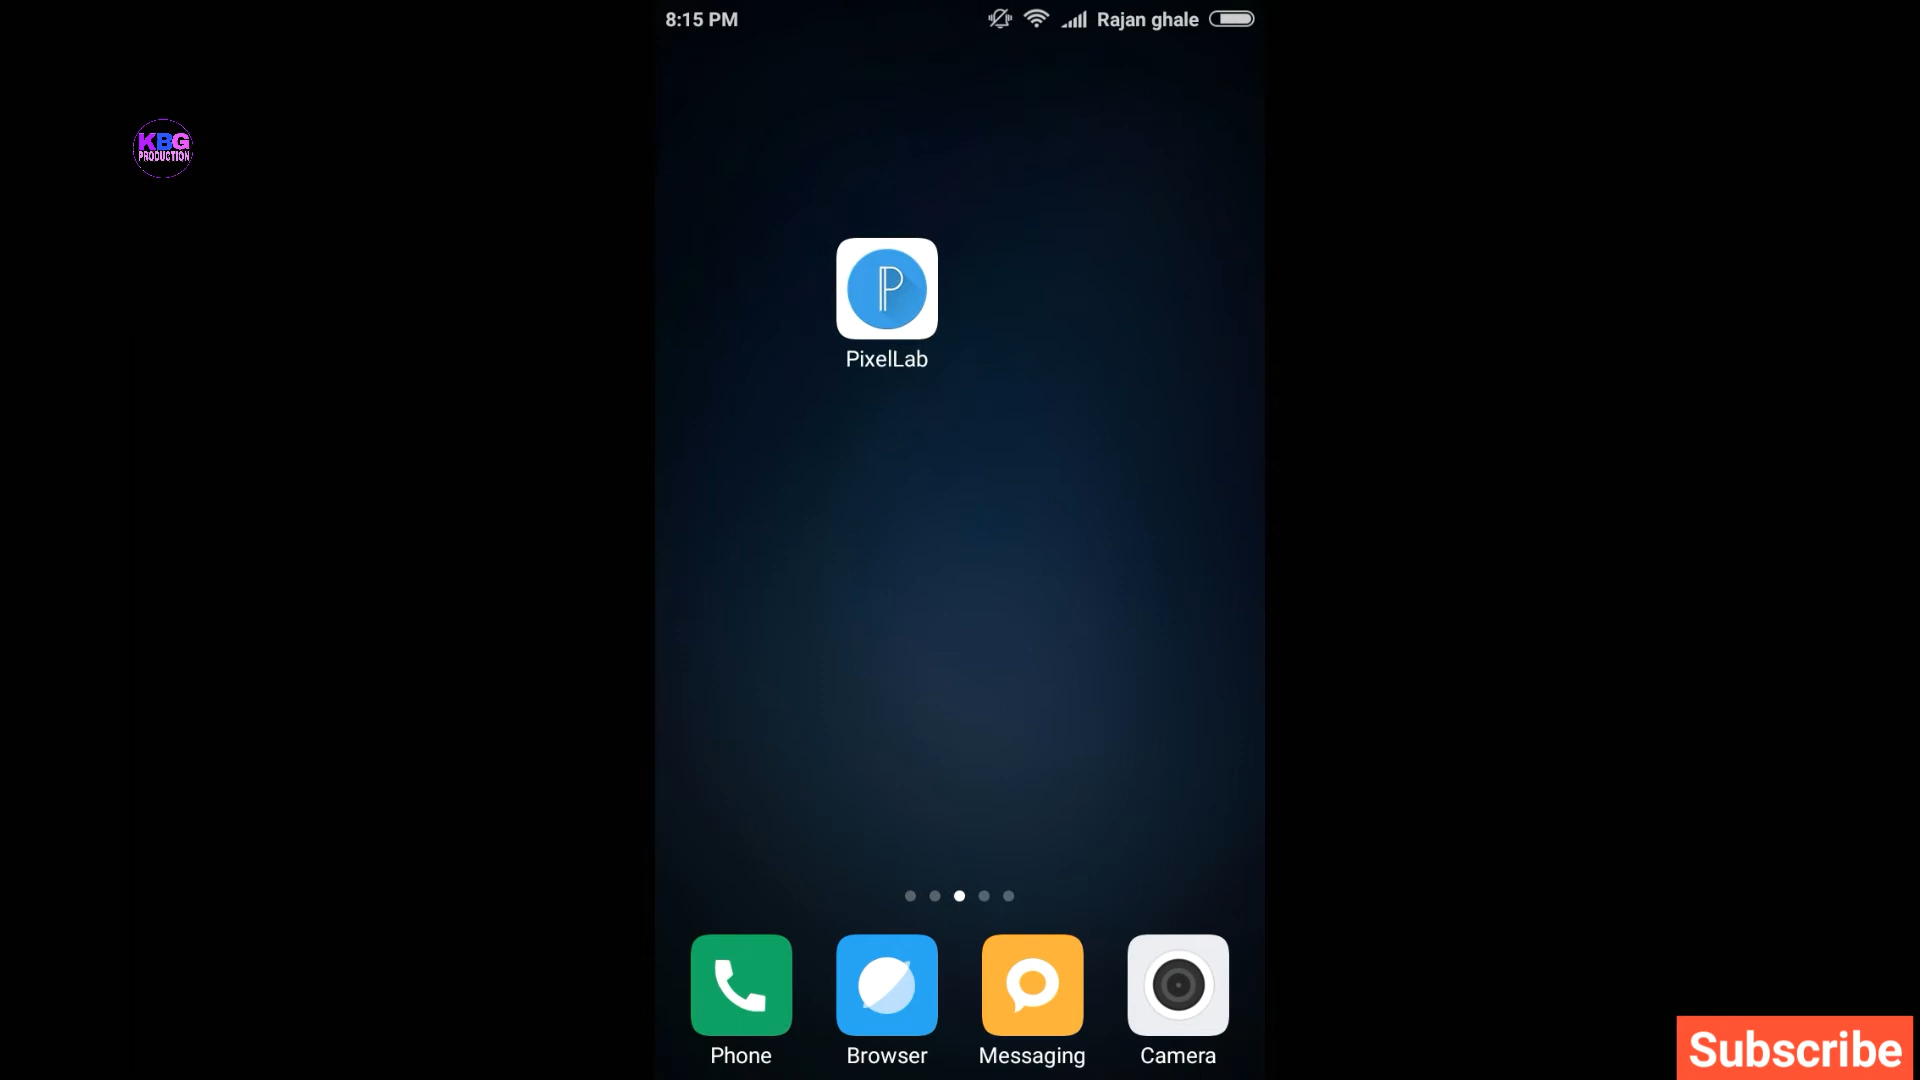 8:15 PM Rajan ghale
KBG
PRODUCTION
P
PixelLab
Phone Browser Messaging Camera
Subscribe